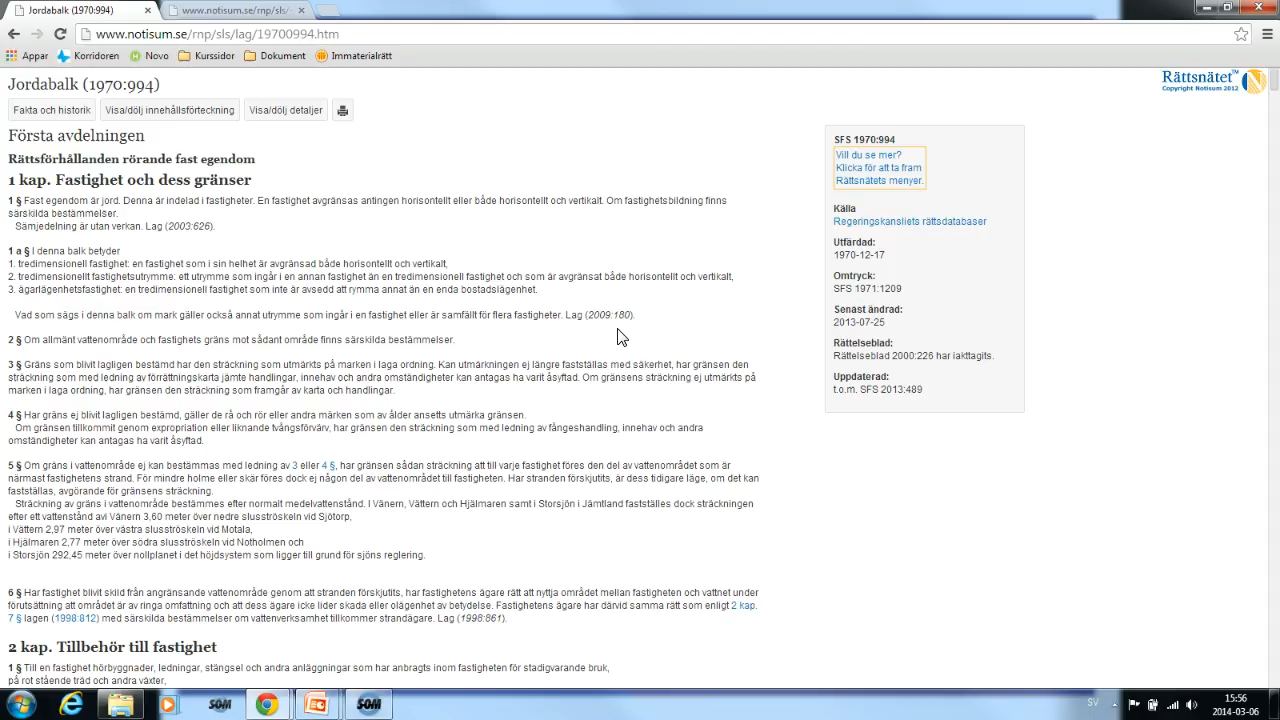 Jordabalk (1970:994)
www.notisum.se/rnp/sls/
www.notisum.se/rnp/sls/lag/19700994.htm
Appar Korridoren Novo Kurssidor Dokument Immaterialrätt
Jordabalk (1970:994)
Rättsnätet™
Copyright Notisum 2012
Fakta och historik Visa/dölj innehållsförteckning Visa/dölj detaljer
Första avdelningen
Rättsförhållanden rörande fast egendom
1 kap. Fastighet och dess gränser
1 § Fast egendom är jord. Denna är indelad i fastigheter. En fastighet avgränsas antingen horisontellt eller både horisontellt och vertikalt. Om fastighetsbildning finns
särskilda bestämmelser.
Sämjedelning är utan verkan. Lag (2003:626).
1 a § I denna balk betyder
1. tredimensionell fastighet: en fastighet som i sin helhet är avgränsad både horisontellt och vertikalt,
2. tredimensionellt fastighetsutrymme: ett utrymme som ingår i en annan fastighet än en tredimensionell fastighet och som är avgränsat både horisontellt och vertikalt,
3. ägarlägenhetsfastighet: en tredimensionell fastighet som inte är avsedd att rymma annat än en enda bostadslägenhet.
Vad som sägs i denna balk om mark gäller också annat utrymme som ingår i en fastighet eller är samfällt för flera fastigheter. Lag (2009:180).
2 § Om allmänt vattenområde och fastighets gräns mot sådant område finns särskilda bestämmelser.
3 § Gräns som blivit lagligen bestämd har den sträckning som utmärkts på marken i laga ordning. Kan utmärkningen ej längre fastställas med säkerhet, har gränsen den
sträckning som med ledning av förrättningskarta jämte handlingar, innehav och andra omständigheter kan antagas ha varit åsyftad. Om gränsens sträckning ej utmärkts på
marken i laga ordning, har gränsen den sträckning som framgår av karta och handlingar.
4 § Har gräns ej blivit lagligen bestämd, gäller de rå och rör eller andra märken som av ålder ansetts utmärka gränsen.
Om gränsen tillkommit genom expropriation eller liknande tvångsförvärv, har gränsen den sträckning som med ledning av fångeshandling, innehav och andra
omständigheter kan antagas ha varit åsyftad.
5 § Om gräns i vattenområde ej kan bestämmas med ledning av 3 eller 4 §, har gränsen sådan sträckning att till varje fastighet föres den del av vattenområdet som är
närmast fastighetens strand. För mindre holme eller skär föres dock ej någon del av vattenområdet till fastigheten. Har stranden förskjutits, är dess tidigare läge, om det kan
fastställas, avgörande för gränsens sträckning.
Sträckning av gräns i vattenområde bestämmes efter normalt medelvattenstånd. I Vänern, Vättern och Hjälmaren samt i Storsjön i Jämtland fastställes dock sträckningen
efter ett vattenstånd avi Vänern 3,60 meter över nedre slusströskeln vid Sjötorp,
i Vättern 2,97 meter över västra slusströskeln vid Motala,
i Hjälmaren 2,77 meter över södra slusströskeln vid Notholmen och
i Storsjön 292,45 meter över nollplanet i det höjdsystem som ligger till grund för sjöns reglering.
6 § Har fastighet blivit skild från angränsande vattenområde genom att stranden förskjutits, har fastighetens ägare rätt att nyttja området mellan fastigheten och vattnet under
förutsättning att området är av ringa omfattning och att dess ägare icke lider skada eller olägenhet av betydelse. Fastighetens ägare har därvid samma rätt som enligt 2 kap.
7 § lagen (1998:812) med särskilda bestämmelser om vattenverksamhet tillkommer strandägare. Lag (1998:861).
2 kap. Tillbehör till fastighet
1 § Till en fastighet hörbyggnader, ledningar, stängsel och andra anläggningar som har anbragts inom fastigheten för stadigvarande bruk,
på rot stående träd och andra växter,
SFS 1970:994
Vill du se mer?
Klicka för att ta fram
Rättsnätets menyer.
Källa
Regeringskansliets rättsdatabaser
Utfärdad:
1970-12-17
Omtryck:
SFS 1971:1209
Senast ändrad:
2013-07-25
Rättelseblad:
Rättelseblad 2000:226 har iakttagits.
Uppdaterad:
t.o.m. SFS 2013:489
SOM SOM SV 15:56
2014-03-06